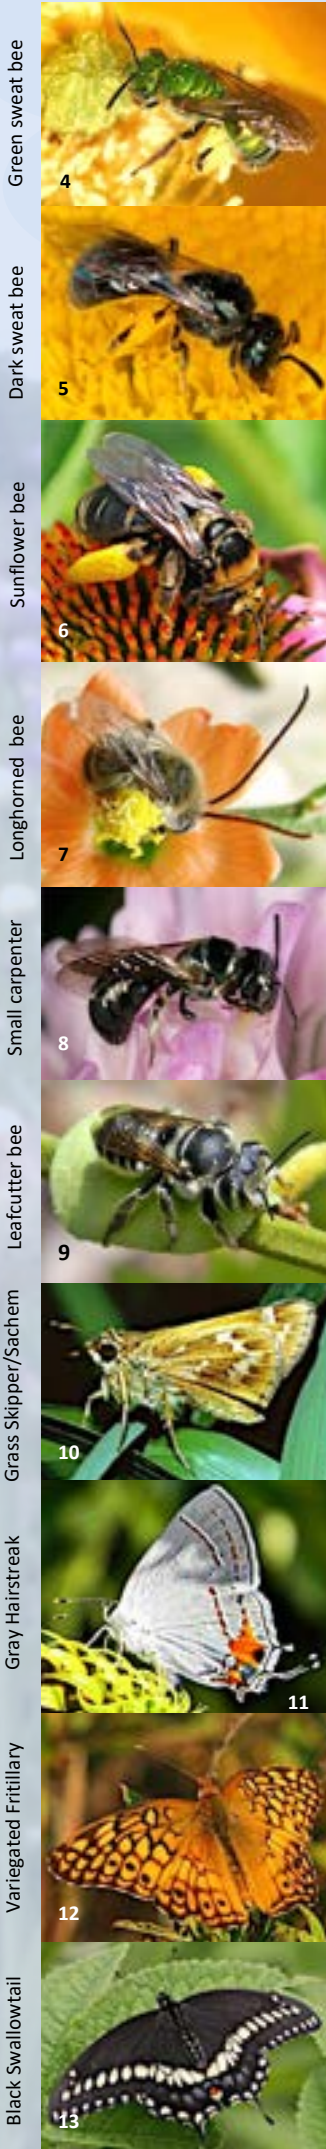 Green sweat bee
4
Dark sweat bee
5
Sunflower bee
6
Longhorned bee
7
Small carpenter
8
Leafcutter bee
9
Grass Skipper/Sachem
10
Gray Hairstreak
11
Variegated Fritillary
12
Black Swallowtail
13